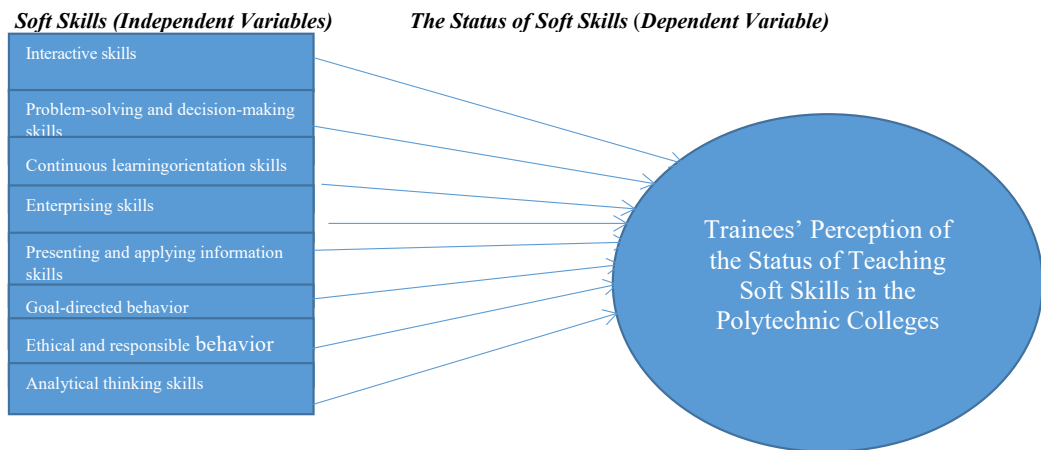 Soft Skills (Independent Variables)
The Status of Soft Skills (Dependent Variable)
Interactive skills
Problem-solving and decision-making
skills
Continuous learningorientation skills
Enterprising skills
Presenting and applying information
skills
Goal-directed behavior
Ethical and responsible behavior
Analytical thinking skills
Trainees’ Perception of
the Status of Teaching
Soft Skills in the
Polytechnic Colleges